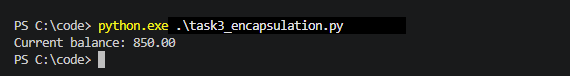 PS C:\code> python.exe .\task3_encapsulation.py
Current balance: 850.00
PS C:\code>